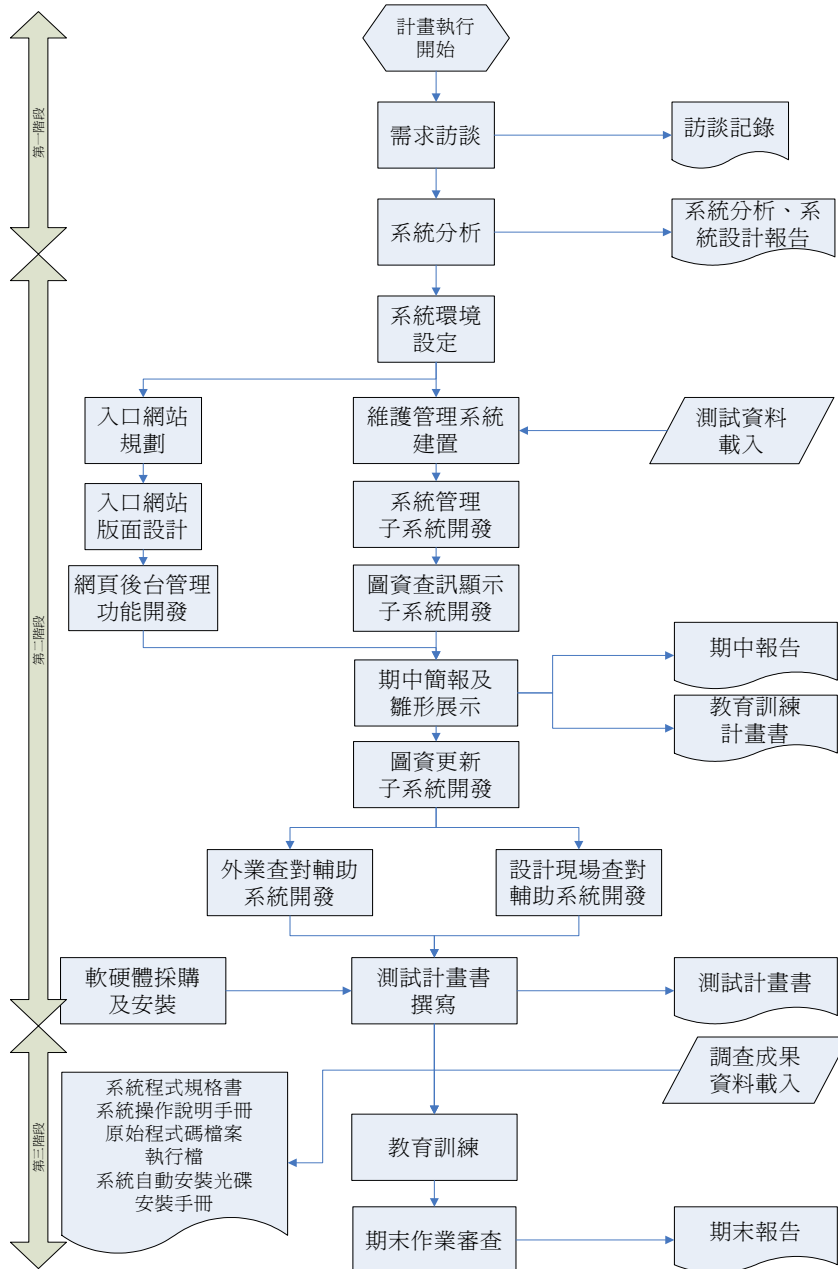 計畫執行
開始
第一階段
需求訪談
訪談記錄
系統分析
系統分析、系
統設計報告
第二階段
系統環境
設定
入口網站
規劃
維護管理系統
建置
測試資料
載入
入口網站
版面設計
系統管理
子系統開發
網頁後台管理
功能開發
圖資查訊顯示
子系統開發
期中簡報及
雛形展示
期中報告
教育訓練
計畫書
圖資更新
子系統開發
外業查對輔助
系統開發
設計現場查對
輔助系統開發
軟硬體採購
及安裝
測試計畫書
撰寫
測試計畫書
第三階段
調查成果
資料載入
系統程式規格書
系統操作說明手冊
原始程式碼檔案
執行檔
系統自動安裝光碟
安裝手冊
教育訓練
期末作業審查
期末報告